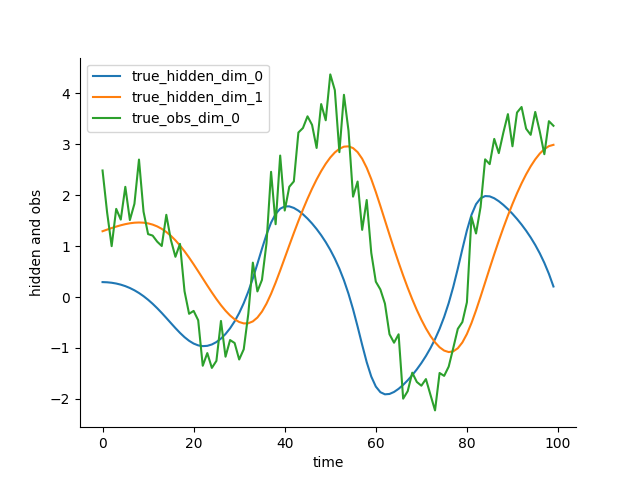 true_hidden_dim_0
true_hidden_dim_1
true_obs_dim_0
hidden and obs
4
3
2
1
0
−1
−2
0 20 40 60 80 100
time